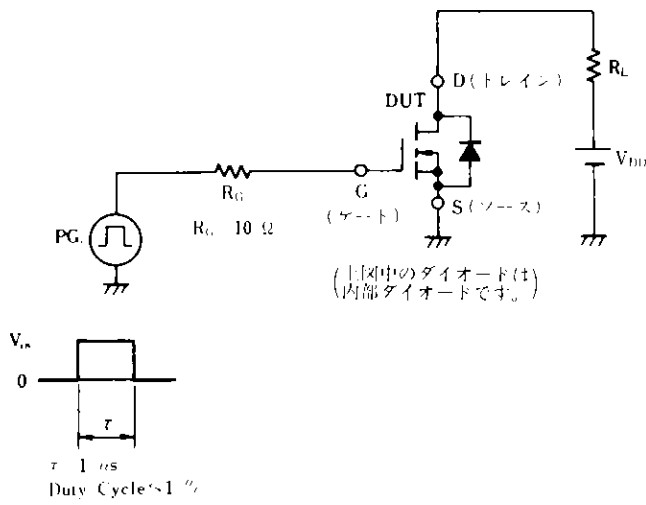 D (ドレイン)
R_L
DUT
V_DD
R_G
G
(ゲート)
S (ソース)
PG.
R_G 10 Ω
(上図中のダイオードは
内部ダイオードです。)
V_in
0
τ
τ 1 μs
Duty Cycle 1 %